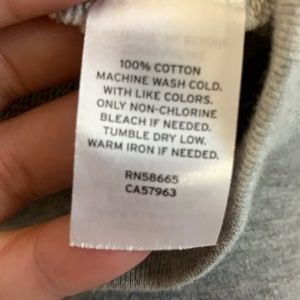 100% COTTON
MACHINE WASH COLD.
WITH LIKE COLORS.
ONLY NON-CHLORINE
BLEACH IF NEEDED.
TUMBLE DRY LOW.
WARM IRON IF NEEDED.
RN58665
CA57963